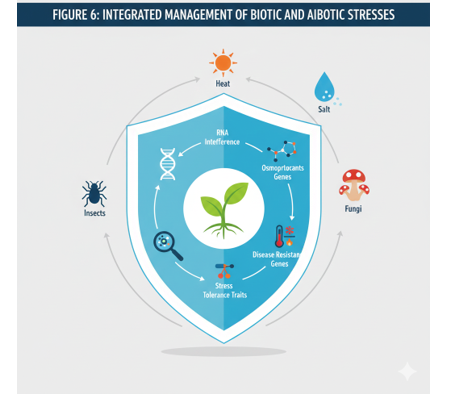 FIGURE 6: INTEGRATED MANAGEMENT OF BIOTIC AND AIBOTIC STRESSES
Heat
Salt
RNA
Interference
Osmoprlucants
Genes
Insects
Fungi
Disease Resistan
Genes
Stress
Tolerance Traits